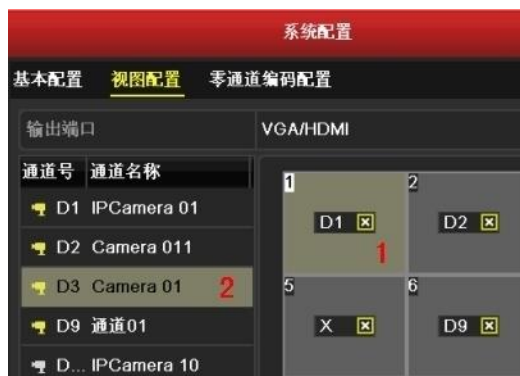 系统配置
基本配置 视图配置 零通道编码配置
输出端口 VGA/HDMI
通道号 通道名称
D1 IPCamera 01
D2 Camera 011
D3 Camera 01 2
D9 通道01
D... IPCamera 10
1 2
D1 D2
1
5 6
X D9